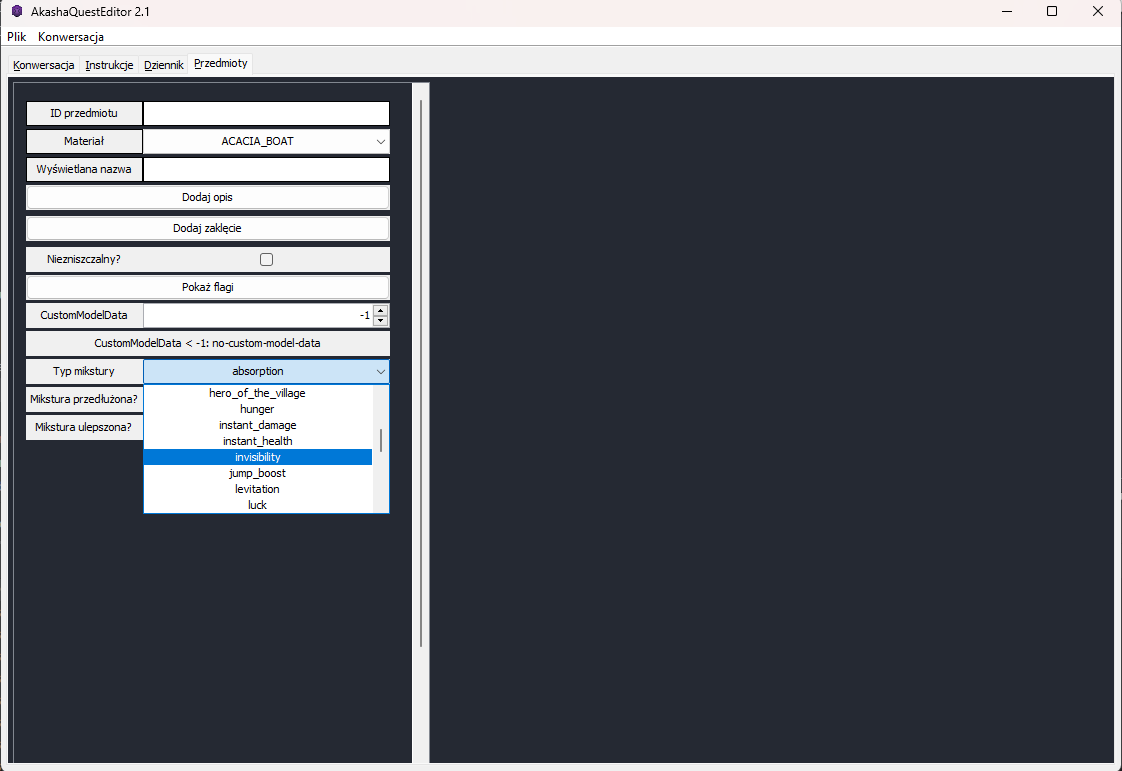 AkashaQuestEditor 2.1
Plik Konwersacja
Konwersacja Instrukcje Dziennik Przedmioty
ID przedmiotu
Materiał ACACIA_BOAT
Wyświetlana nazwa
Dodaj opis
Dodaj zaklęcie
Niezniszczalny?
Pokaż flagi
CustomModelData -1
CustomModelData < -1: no-custom-model-data
Typ mikstury absorption
hero_of_the_village
Mikstura przedłużona?
hunger
instant_damage
Mikstura ulepszona?
instant_health
invisibility
jump_boost
levitation
luck